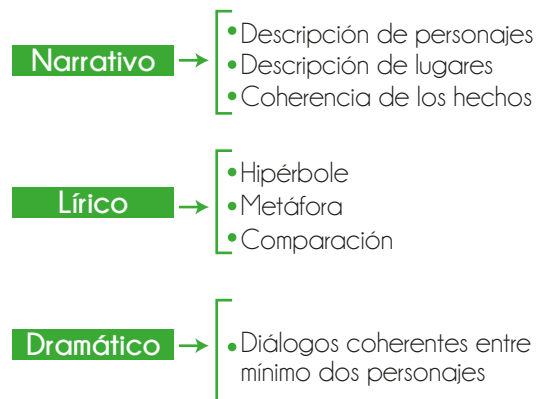 Narrativo
• Descripción de personajes
• Descripción de lugares
• Coherencia de los hechos
Lírico
• Hipérbole
• Metáfora
• Comparación
Dramático
• Diálogos coherentes entre
mínimo dos personajes